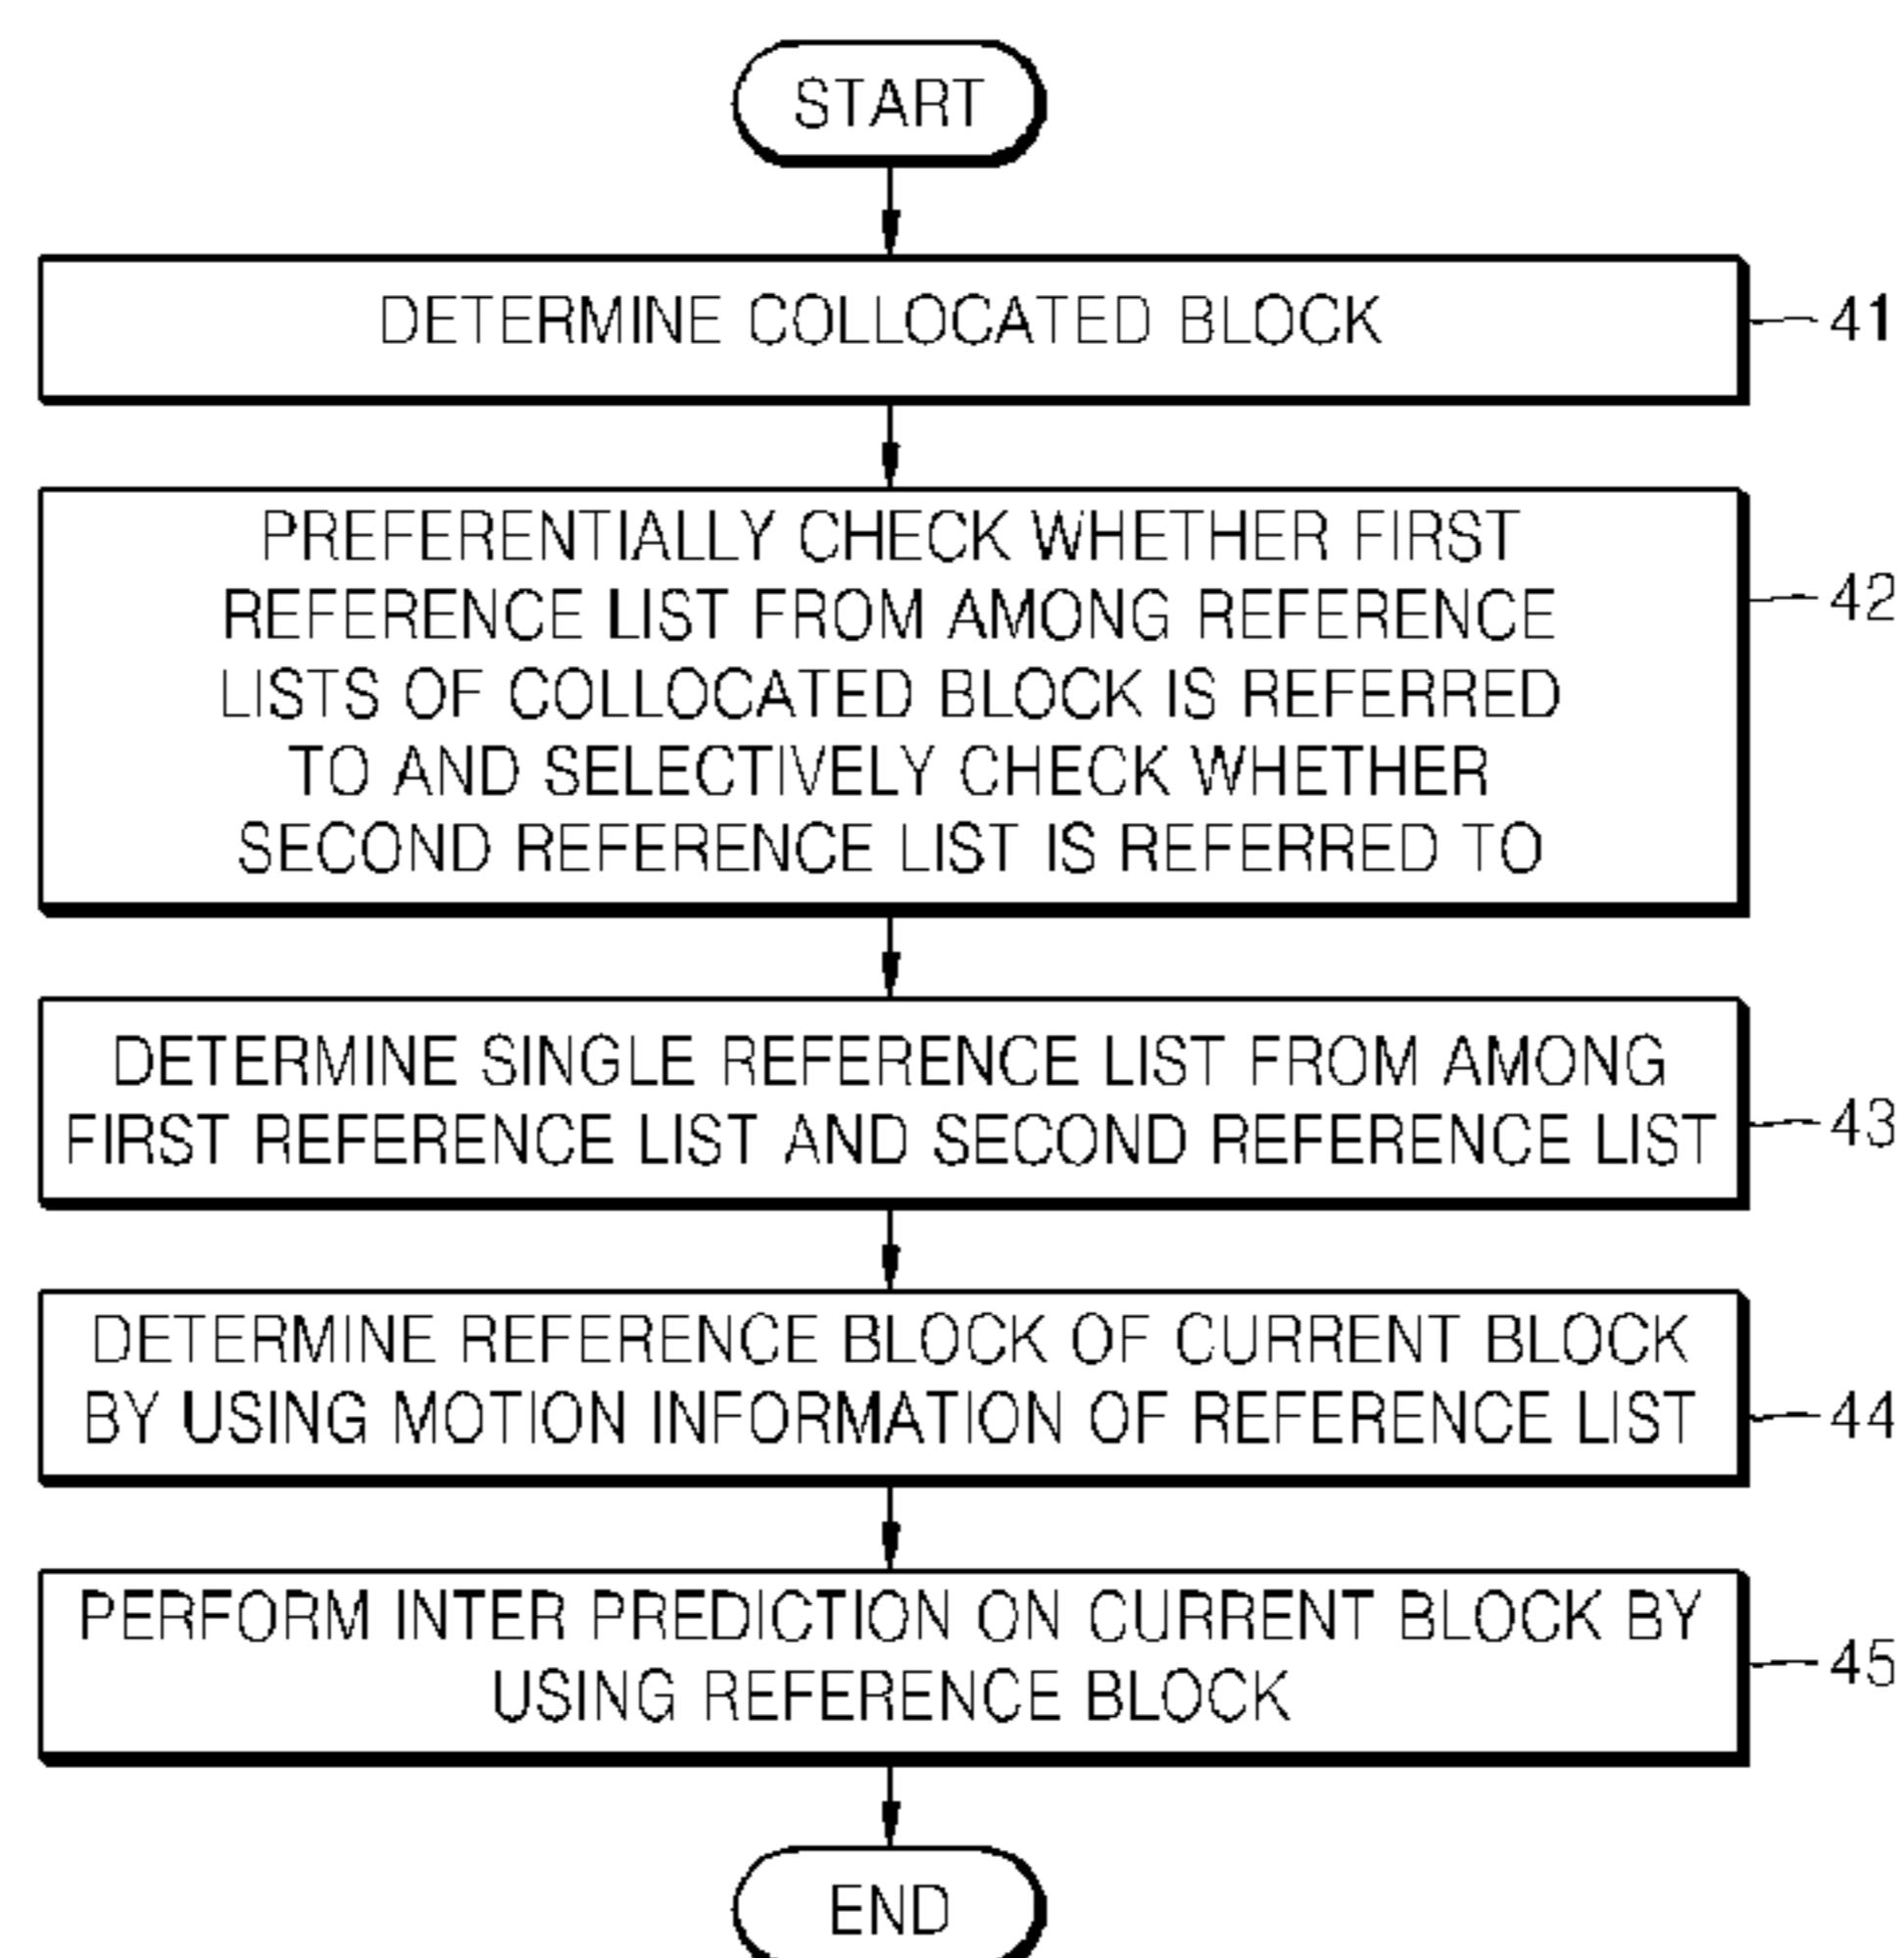 START
DETERMINE COLLOCATED BLOCK
41
PREFERENTIALLY CHECK WHETHER FIRST
REFERENCE LIST FROM AMONG REFERENCE
LISTS OF COLLOCATED BLOCK IS REFERRED
TO AND SELECTIVELY CHECK WHETHER
SECOND REFERENCE LIST IS REFERRED TO
42
DETERMINE SINGLE REFERENCE LIST FROM AMONG
FIRST REFERENCE LIST AND SECOND REFERENCE LIST
43
DETERMINE REFERENCE BLOCK OF CURRENT BLOCK
BY USING MOTION INFORMATION OF REFERENCE LIST
44
PERFORM INTER PREDICTION ON CURRENT BLOCK BY
USING REFERENCE BLOCK
45
END